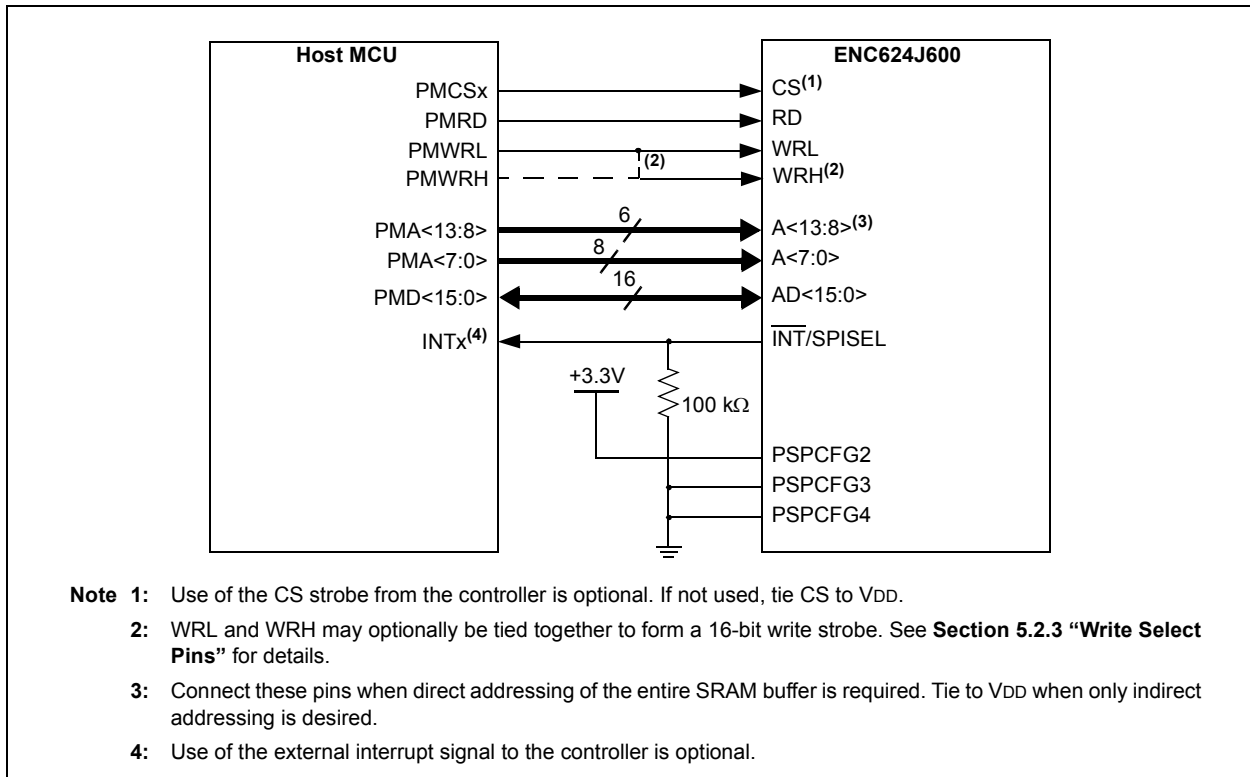 Host MCU
PMCSx
PMRD
PMWRL
PMWRH
PMA<13:8>
PMA<7:0>
PMD<15:0>
INTx(4)
(2)
6
8
16
+3.3V
100 kΩ
ENC624J600
CS(1)
RD
WRL
WRH(2)
A<13:8>(3)
A<7:0>
AD<15:0>
INT/SPISEL
PSPCFG2
PSPCFG3
PSPCFG4
Note 1: Use of the CS strobe from the controller is optional. If not used, tie CS to VDD.
2: WRL and WRH may optionally be tied together to form a 16-bit write strobe. See Section 5.2.3 “Write Select
Pins” for details.
3: Connect these pins when direct addressing of the entire SRAM buffer is required. Tie to VDD when only indirect
addressing is desired.
4: Use of the external interrupt signal to the controller is optional.